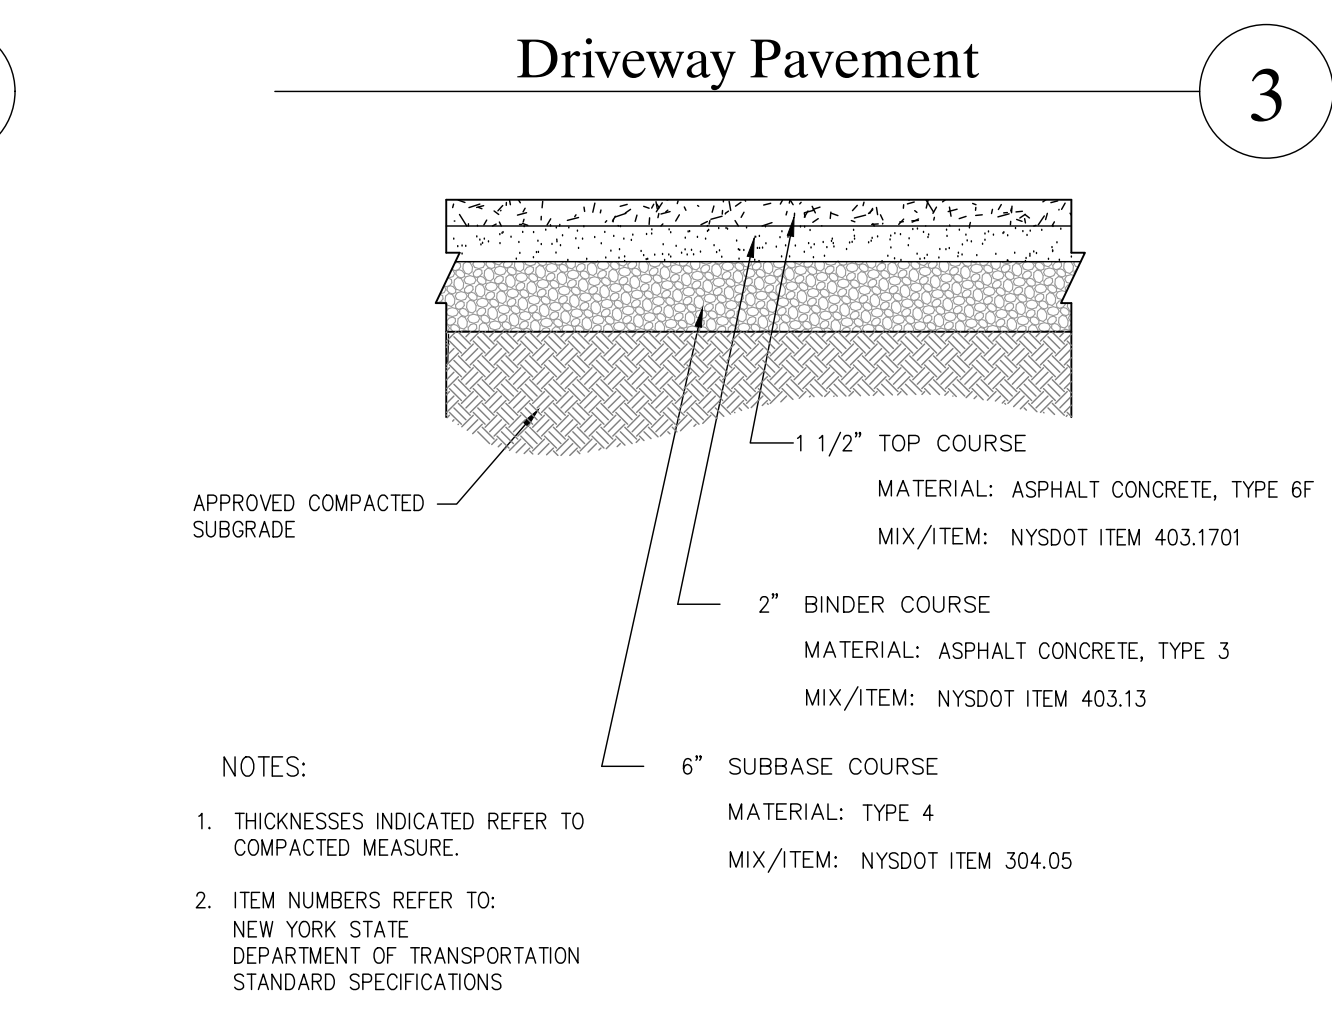 Driveway Pavement
3
1 1/2" TOP COURSE
MATERIAL: ASPHALT CONCRETE, TYPE 6F
MIX/ITEM: NYSDOT ITEM 403.1701
APPROVED COMPACTED
SUBGRADE
2" BINDER COURSE
MATERIAL: ASPHALT CONCRETE, TYPE 3
MIX/ITEM: NYSDOT ITEM 403.13
6" SUBBASE COURSE
MATERIAL: TYPE 4
MIX/ITEM: NYSDOT ITEM 304.05
NOTES:
1. THICKNESSES INDICATED REFER TO
COMPACTED MEASURE.
2. ITEM NUMBERS REFER TO:
NEW YORK STATE
DEPARTMENT OF TRANSPORTATION
STANDARD SPECIFICATIONS